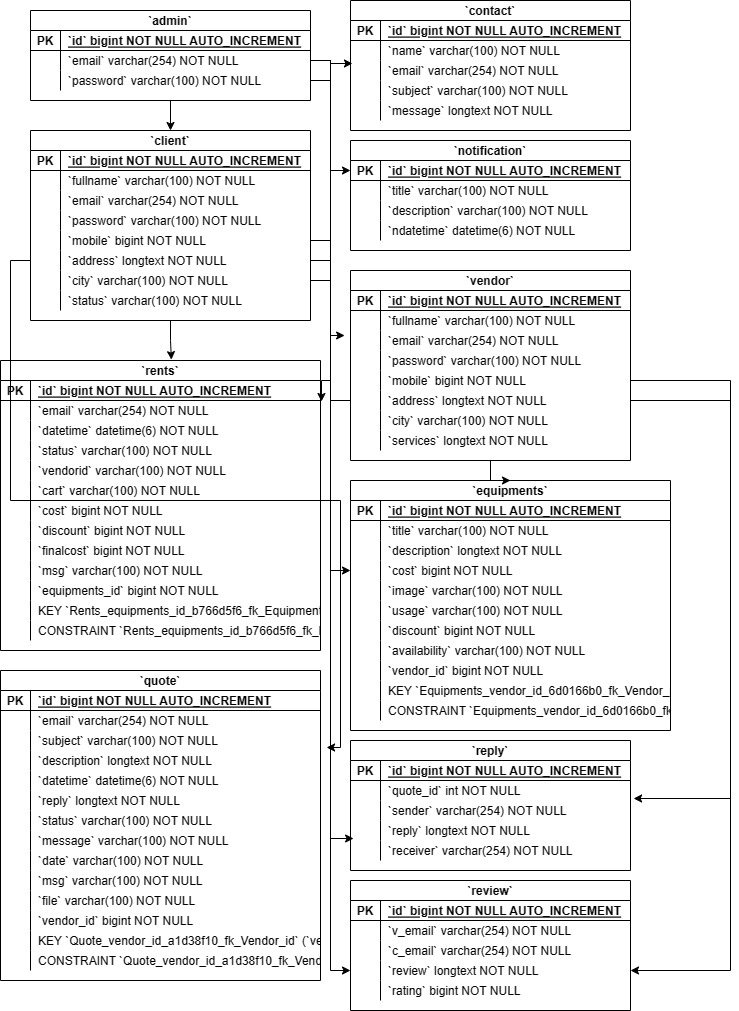 `admin`
PK `id` bigint NOT NULL AUTO_INCREMENT
`email` varchar(254) NOT NULL
`password` varchar(100) NOT NULL
`contact`
PK `id` bigint NOT NULL AUTO_INCREMENT
`name` varchar(100) NOT NULL
`email` varchar(254) NOT NULL
`subject` varchar(100) NOT NULL
`message` longtext NOT NULL
`client`
PK `id` bigint NOT NULL AUTO_INCREMENT
`fullname` varchar(100) NOT NULL
`email` varchar(254) NOT NULL
`password` varchar(100) NOT NULL
`mobile` bigint NOT NULL
`address` longtext NOT NULL
`city` varchar(100) NOT NULL
`status` varchar(100) NOT NULL
`notification`
PK `id` bigint NOT NULL AUTO_INCREMENT
`title` varchar(100) NOT NULL
`description` varchar(100) NOT NULL
`ndatetime` datetime(6) NOT NULL
`vendor`
PK `id` bigint NOT NULL AUTO_INCREMENT
`fullname` varchar(100) NOT NULL
`email` varchar(254) NOT NULL
`password` varchar(100) NOT NULL
`mobile` bigint NOT NULL
`address` longtext NOT NULL
`city` varchar(100) NOT NULL
`services` longtext NOT NULL
`rents`
PK `id` bigint NOT NULL AUTO_INCREMENT
`email` varchar(254) NOT NULL
`datetime` datetime(6) NOT NULL
`status` varchar(100) NOT NULL
`vendorid` varchar(100) NOT NULL
`cart` varchar(100) NOT NULL
`cost` bigint NOT NULL
`discount` bigint NOT NULL
`finalcost` bigint NOT NULL
`msg` varchar(100) NOT NULL
`equipments_id` bigint NOT NULL
KEY `Rents_equipments_id_b766d5f6_fk_Equipment
CONSTRAINT `Rents_equipments_id_b766d5f6_fk_
`equipments`
PK `id` bigint NOT NULL AUTO_INCREMENT
`title` varchar(100) NOT NULL
`description` longtext NOT NULL
`cost` bigint NOT NULL
`image` varchar(100) NOT NULL
`usage` varchar(100) NOT NULL
`discount` bigint NOT NULL
`availability` varchar(100) NOT NULL
`vendor_id` bigint NOT NULL
KEY `Equipments_vendor_id_6d0166b0_fk_Vendor_
CONSTRAINT `Equipments_vendor_id_6d0166b0_fk
`quote`
PK `id` bigint NOT NULL AUTO_INCREMENT
`email` varchar(254) NOT NULL
`subject` varchar(100) NOT NULL
`description` longtext NOT NULL
`datetime` datetime(6) NOT NULL
`reply` longtext NOT NULL
`status` varchar(100) NOT NULL
`message` varchar(100) NOT NULL
`date` varchar(100) NOT NULL
`msg` varchar(100) NOT NULL
`file` varchar(100) NOT NULL
`vendor_id` bigint NOT NULL
KEY `Quote_vendor_id_a1d38f10_fk_Vendor_id` (`ve
CONSTRAINT `Quote_vendor_id_a1d38f10_fk_Vend
`reply`
PK `id` bigint NOT NULL AUTO_INCREMENT
`quote_id` int NOT NULL
`sender` varchar(254) NOT NULL
`reply` longtext NOT NULL
`receiver` varchar(254) NOT NULL
`review`
PK `id` bigint NOT NULL AUTO_INCREMENT
`v_email` varchar(254) NOT NULL
`c_email` varchar(254) NOT NULL
`review` longtext NOT NULL
`rating` bigint NOT NULL